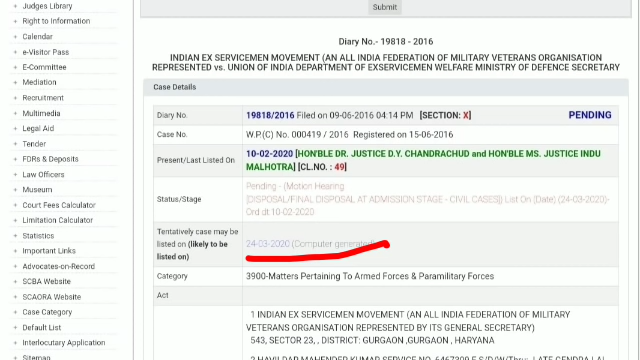 Judges Library
Right to Information
Calendar
e-Visitor Pass
E-Committee
Mediation
Recruitment
Multimedia
Legal Aid
Tender
FDRs & Deposits
Law Officers
Museum
Court Fees Calculator
Limitation Calculator
Statistics
Important Links
Advocates-on-Record
SCBA Website
SCAORA Website
Case Category
Default List
Interlocutory Application
Sitemap
Submit
Diary No.- 19818 - 2016
INDIAN EX SERVICEMEN MOVEMENT (AN ALL INDIA FEDERATION OF MILITARY VETERANS ORGANISATION
REPRESENTED vs. UNION OF INDIA DEPARTMENT OF EXSERVICEMEN WELFARE MINISTRY OF DEFENCE SECRETARY
Case Details
Diary No. 19818/2016 Filed on 09-06-2016 04:14 PM [SECTION: X] PENDING
Case No. W.P.(C) No. 000419 / 2016 Registered on 15-06-2016
Present/Last Listed On 10-02-2020 [HON'BLE DR. JUSTICE D.Y. CHANDRACHUD and HON'BLE MS. JUSTICE INDU
MALHOTRA] [CL.NO. : 49]
Status/Stage Pending - (Motion Hearing
[DISPOSAL/FINAL DISPOSAL AT ADMISSION STAGE - CIVIL CASES]) List On (Date) (24-03-2020)-
Ord dt:10-02-2020
Tentatively case may be
listed on (likely to be
listed on) 24-03-2020 (Computer generated)
Category 3900-Matters Pertaining To Armed Forces & Paramilitary Forces
Act
1 INDIAN EX SERVICEMEN MOVEMENT (AN ALL INDIA FEDERATION OF MILITARY
VETERANS ORGANISATION REPRESENTED BY ITS GENERAL SECRETARY)
543, SECTOR 23, , DISTRICT: GURGAON ,GURGAON , HARYANA
2 HAVILDAR MAHENDER KUMAR SERVICE NO. 6467309